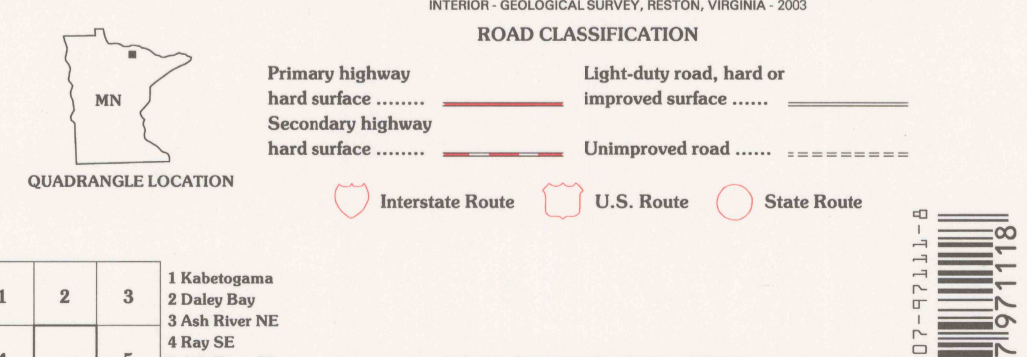 INTERIOR - GEOLOGICAL SURVEY, RESTON, VIRGINIA - 2003
ROAD CLASSIFICATION
Primary highway
hard surface ........
Secondary highway
hard surface ........
Light-duty road, hard or
improved surface ......
Unimproved road ......
Interstate Route
U.S. Route
State Route
MN
QUADRANGLE LOCATION
1 2 3
5
1 Kabetogama
2 Daley Bay
3 Ash River NE
4 Ray SE
07-97111-8
7 971118